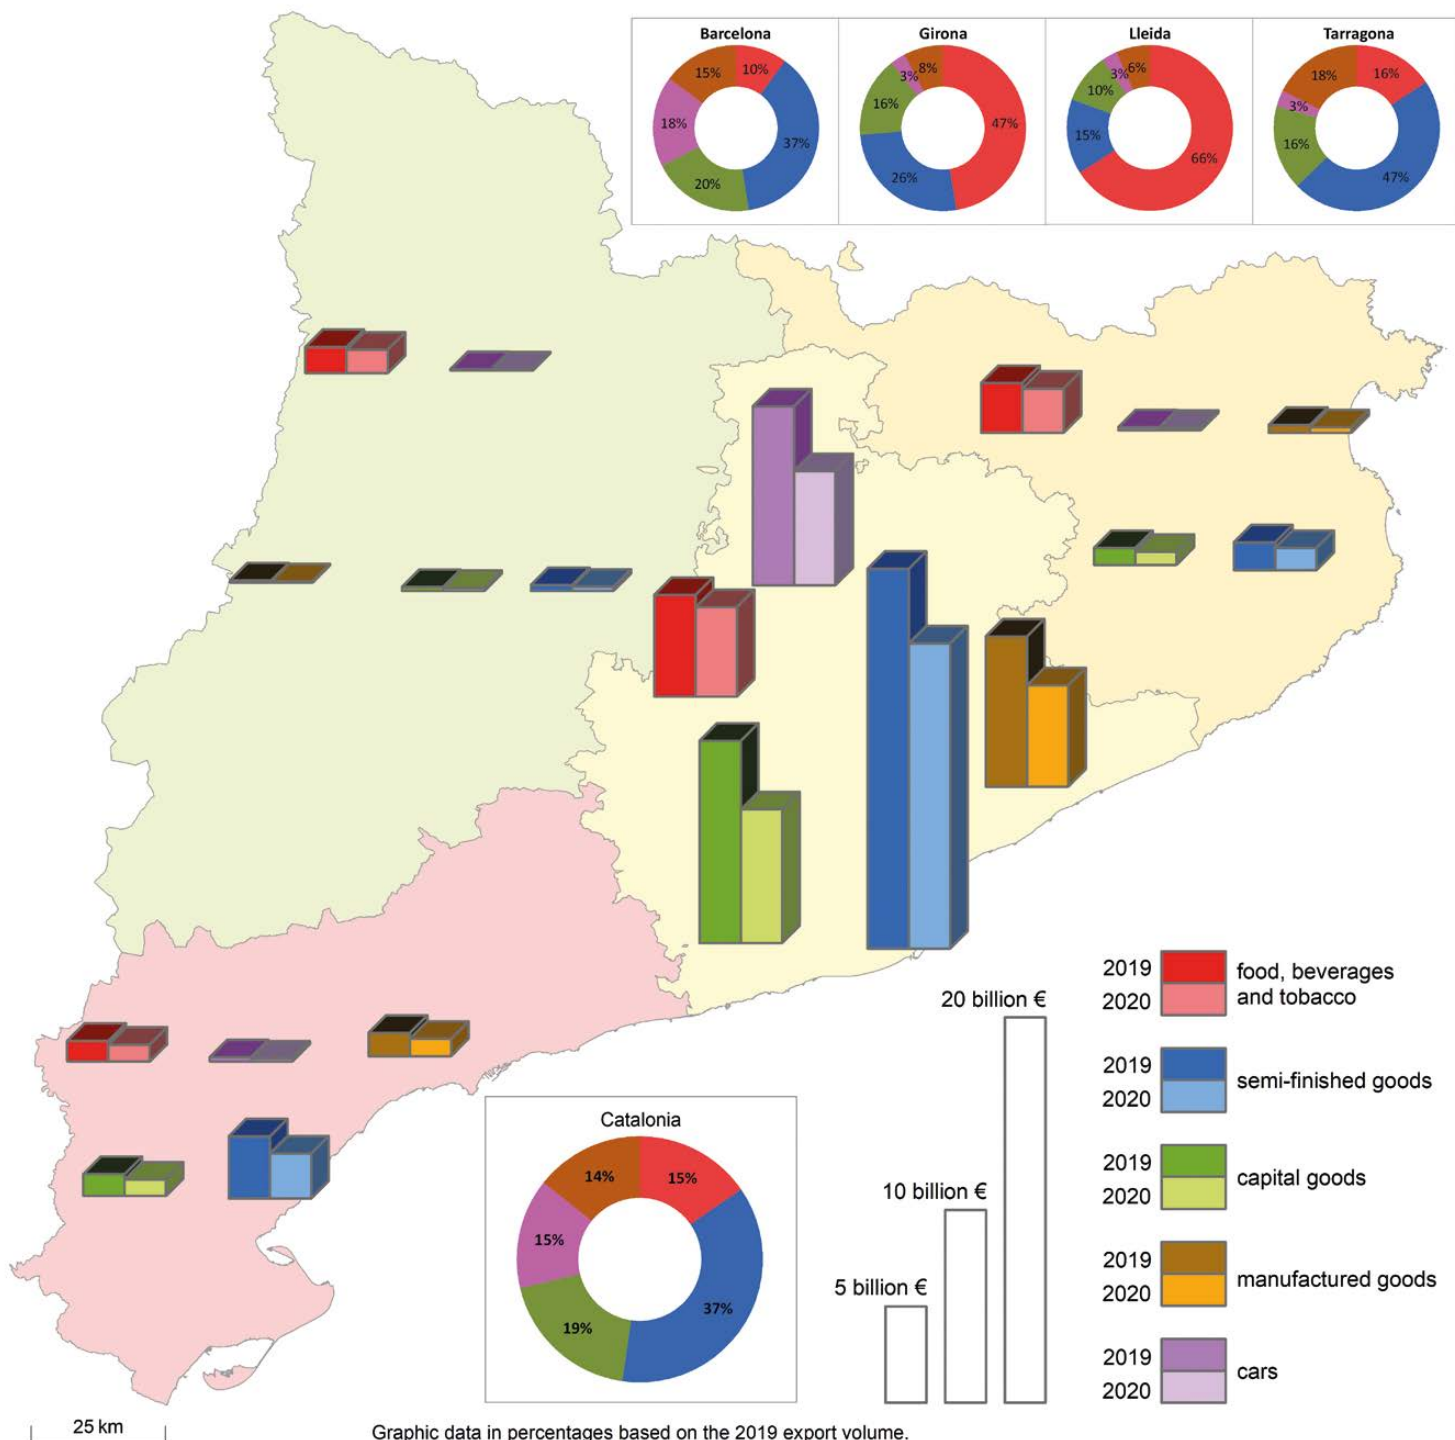 Barcelona
15%
10%
18%
37%
20%
Girona
3%
8%
16%
47%
26%
Lleida
3%
6%
10%
15%
66%
Tarragona
18%
16%
3%
16%
47%
2019
2020
food, beverages
and tobacco
2019
2020
semi-finished goods
2019
2020
capital goods
2019
2020
manufactured goods
2019
2020
cars
20 billion €
10 billion €
5 billion €
Catalonia
14%
15%
15%
37%
19%
25 km
Graphic data in percentages based on the 2019 export volume.